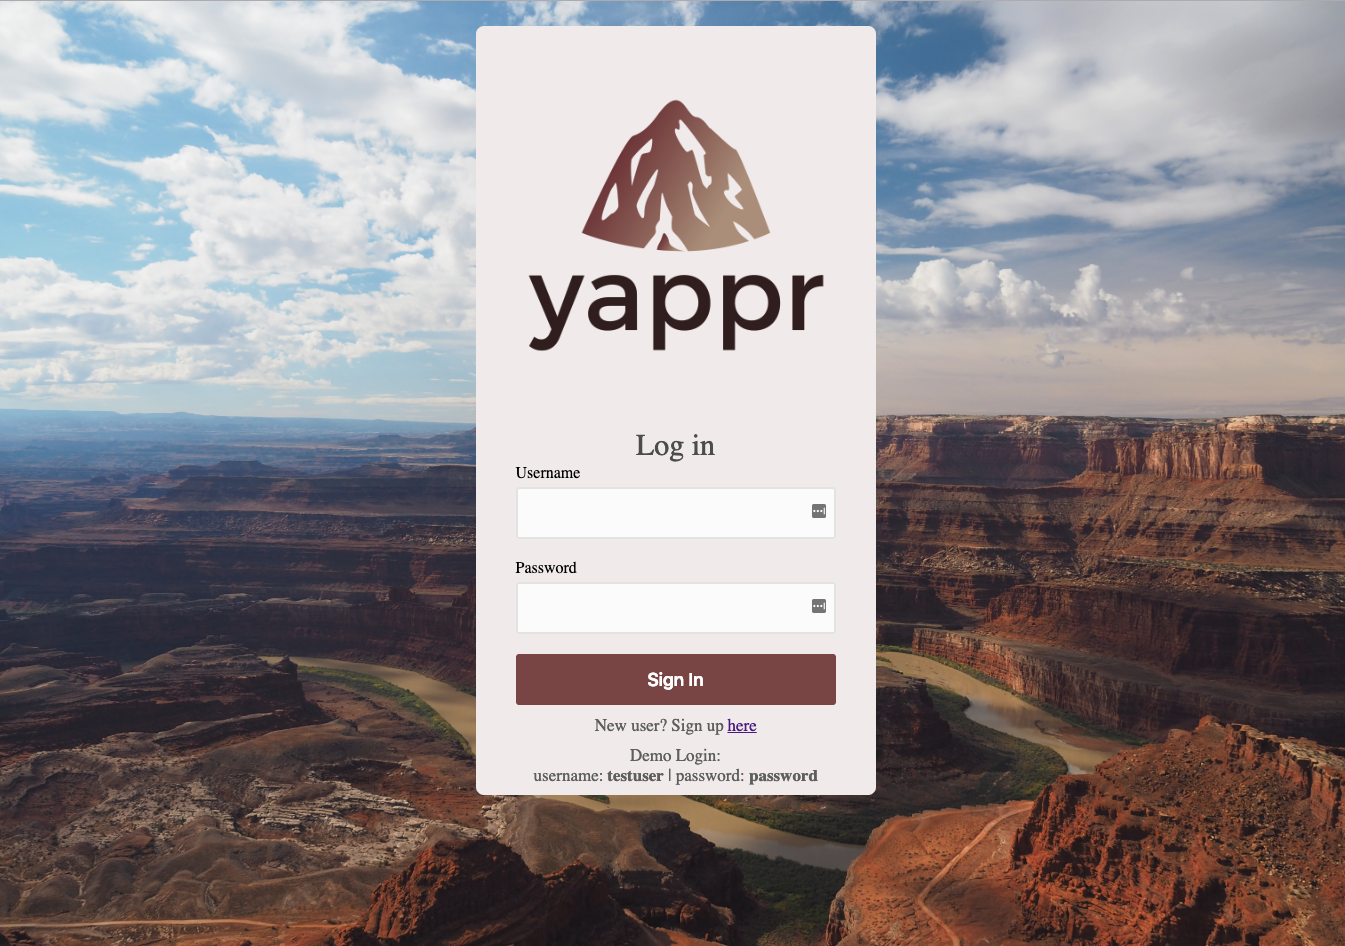 yappr
Log in
Username
Password
Sign In
New user? Sign up here
Demo Login:
username: testuser | password: password